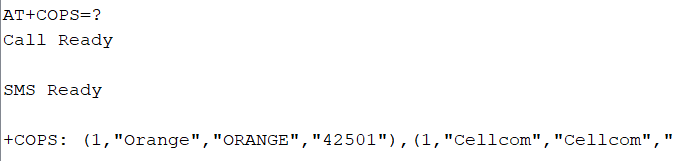 AT+COPS=?
Call Ready
SMS Ready
+COPS: (1,"Orange","ORANGE","42501"),(1,"Cellcom","Cellcom","